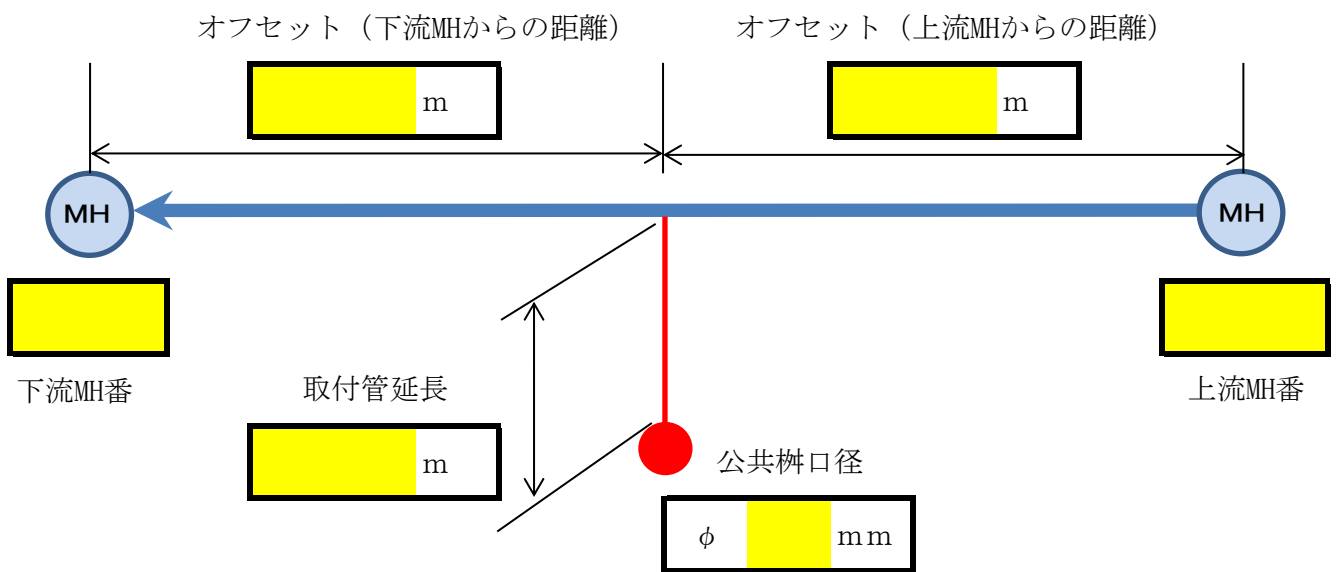 オフセット（下流MHからの距離）
オフセット（上流MHからの距離）
m
m
MH
MH
下流MH番
上流MH番
取付管延長
m
公共桝口径
φ mm